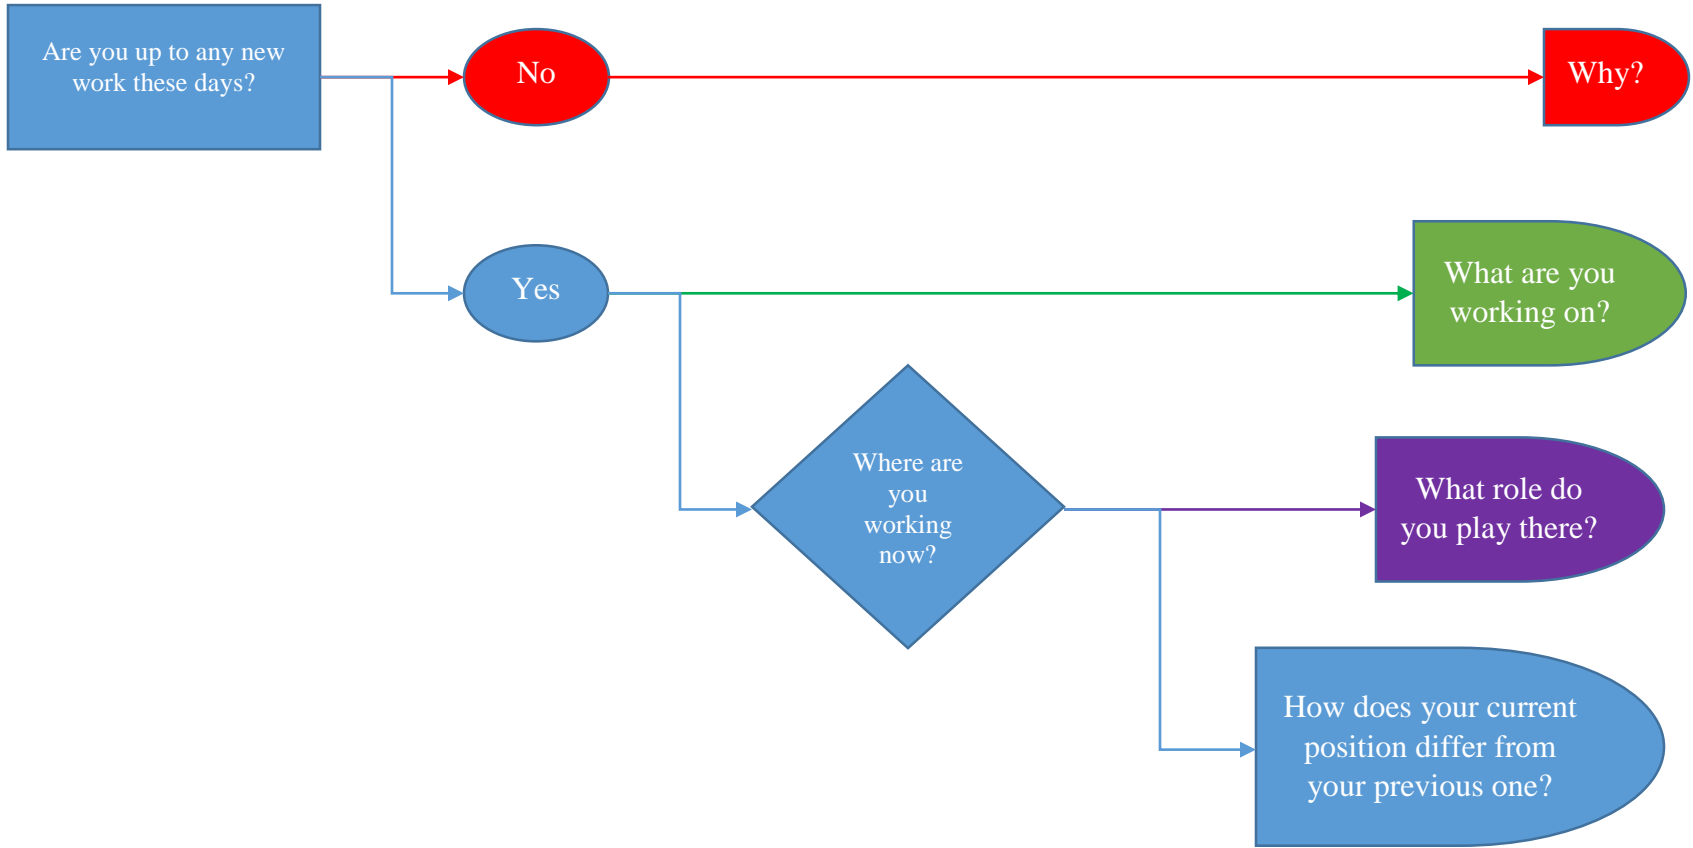 Are you up to any new
work these days?
No
Why?
Yes
What are you
working on?
Where are
you
working
now?
What role do
you play there?
How does your current
position differ from
your previous one?